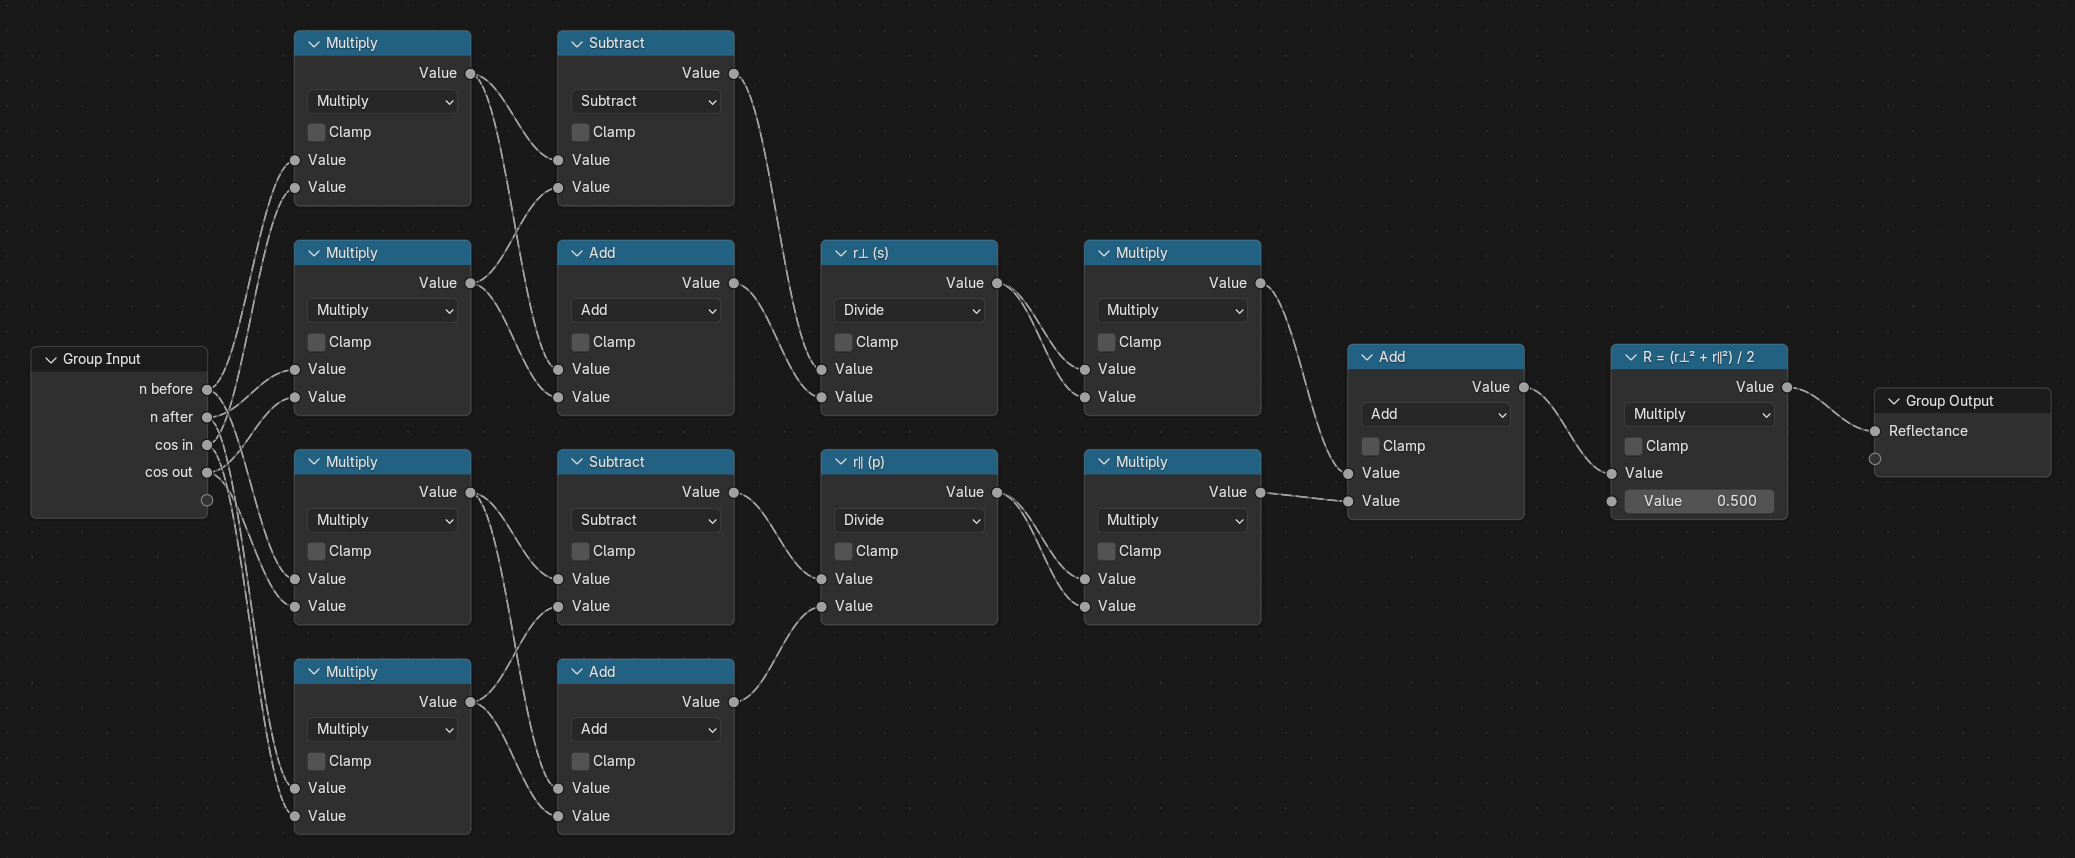 Group Input
n before
n after
cos in
cos out
Multiply
Value
Multiply
Clamp
Value
Value
Multiply
Value
Multiply
Clamp
Value
Value
Multiply
Value
Multiply
Clamp
Value
Value
Multiply
Value
Multiply
Clamp
Value
Value
Subtract
Value
Subtract
Clamp
Value
Value
Add
Value
Add
Clamp
Value
Value
Subtract
Value
Subtract
Clamp
Value
Value
Add
Value
Add
Clamp
Value
Value
r⊥ (s)
Value
Divide
Clamp
Value
Value
r∥ (p)
Value
Divide
Clamp
Value
Value
Multiply
Value
Multiply
Clamp
Value
Value
Multiply
Value
Multiply
Clamp
Value
Value
Add
Value
Add
Clamp
Value
Value
R = (r⊥² + r∥²) / 2
Value
Multiply
Clamp
Value
Value 0.500
Group Output
Reflectance